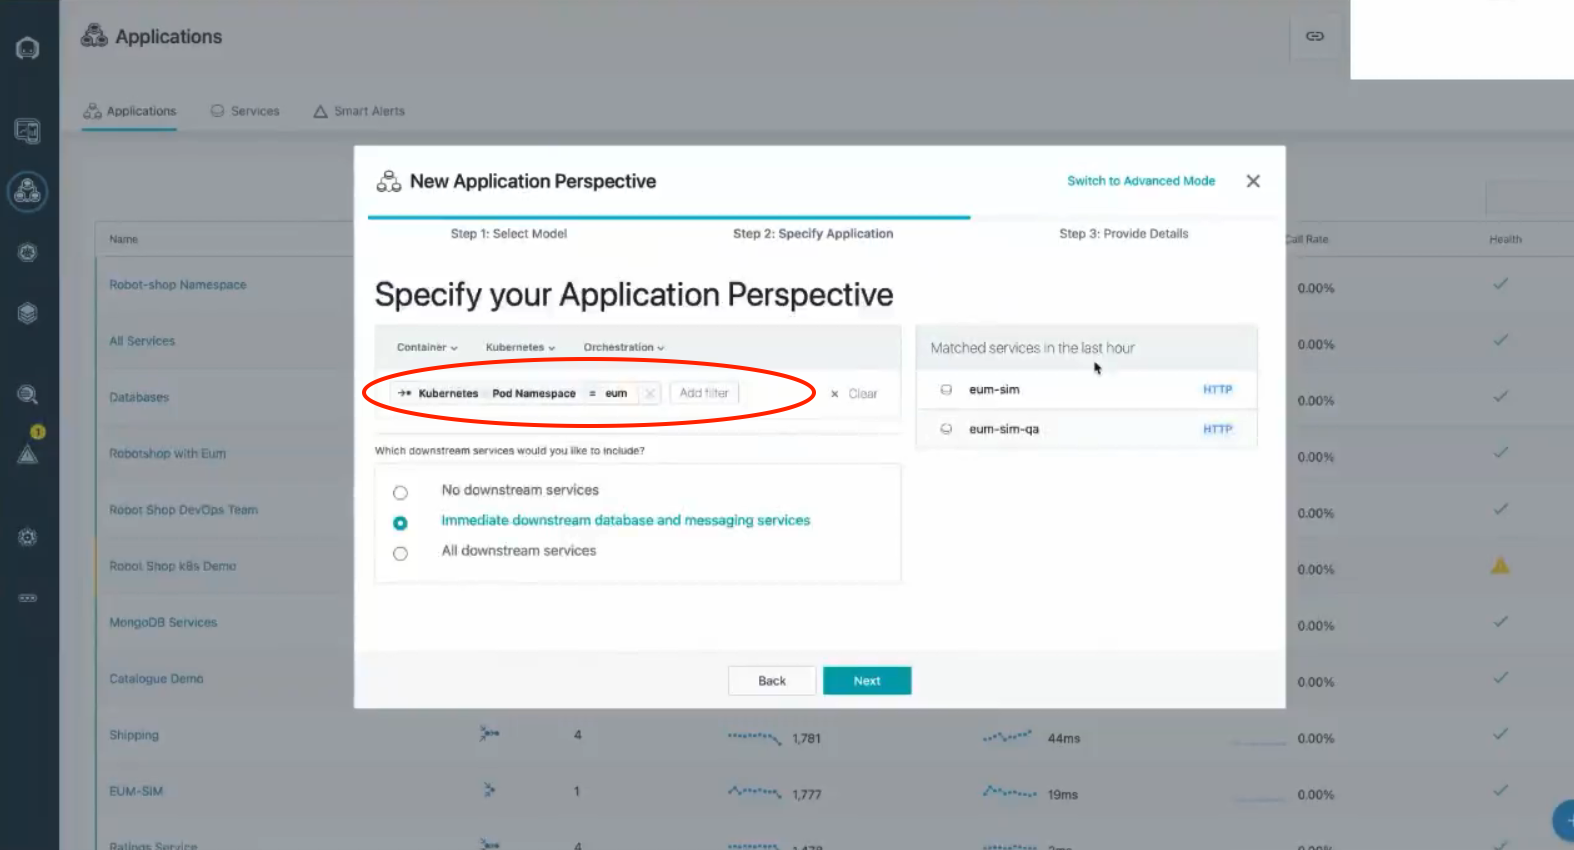 Applications
Applications Services Smart Alerts
1
Name
Call Rate
Health
Robot-shop Namespace
0.00%
All Services
0.00%
Databases
0.00%
Robotshop with Eum
0.00%
Robot Shop DevOps Team
0.00%
Robot Shop k8s Demo
0.00%
MongoDB Services
0.00%
Catalogue Demo
0.00%
New Application Perspective
Switch to Advanced Mode
Step 1: Select Model
Step 2: Specify Application
Step 3: Provide Details
Specify your Application Perspective
Container Kubernetes Orchestration
Kubernetes Pod Namespace = eum Add filter
× Clear
Which downstream services would you like to include?
No downstream services
Immediate downstream database and messaging services
All downstream services
Matched services in the last hour
eum-sim HTTP
eum-sim-qa HTTP
Back
Next
Shipping 4 1,781 44ms 0.00%
EUM-SIM 1 1,777 19ms 0.00%
Ratings Service 4